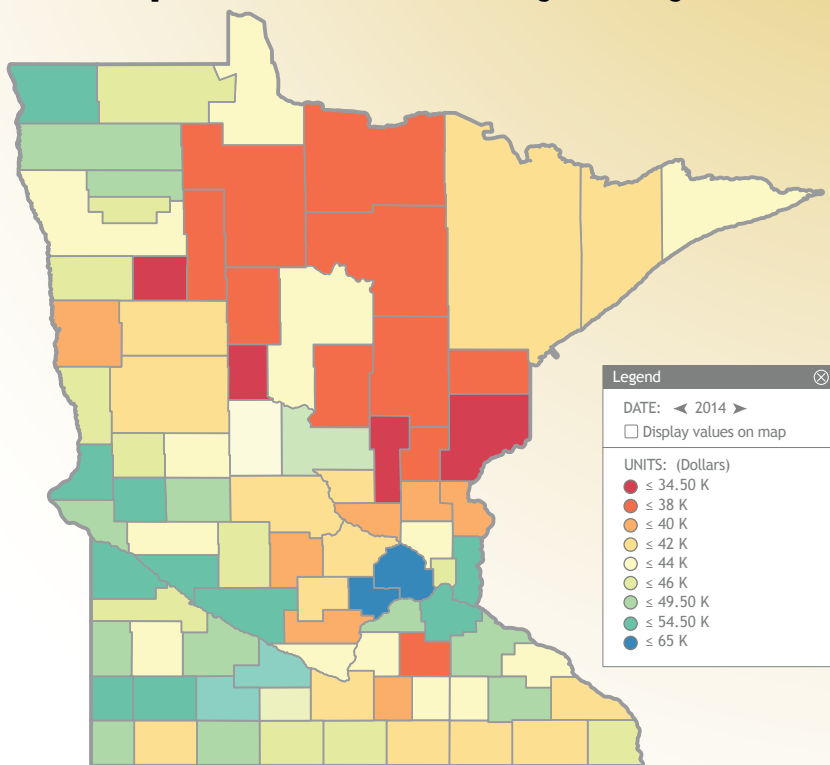 Legend
DATE: 2014
Display values on map
UNITS: (Dollars)
≤ 34.50 K
≤ 38 K
≤ 40 K
≤ 42 K
≤ 44 K
≤ 46 K
≤ 49.50 K
≤ 54.50 K
≤ 65 K